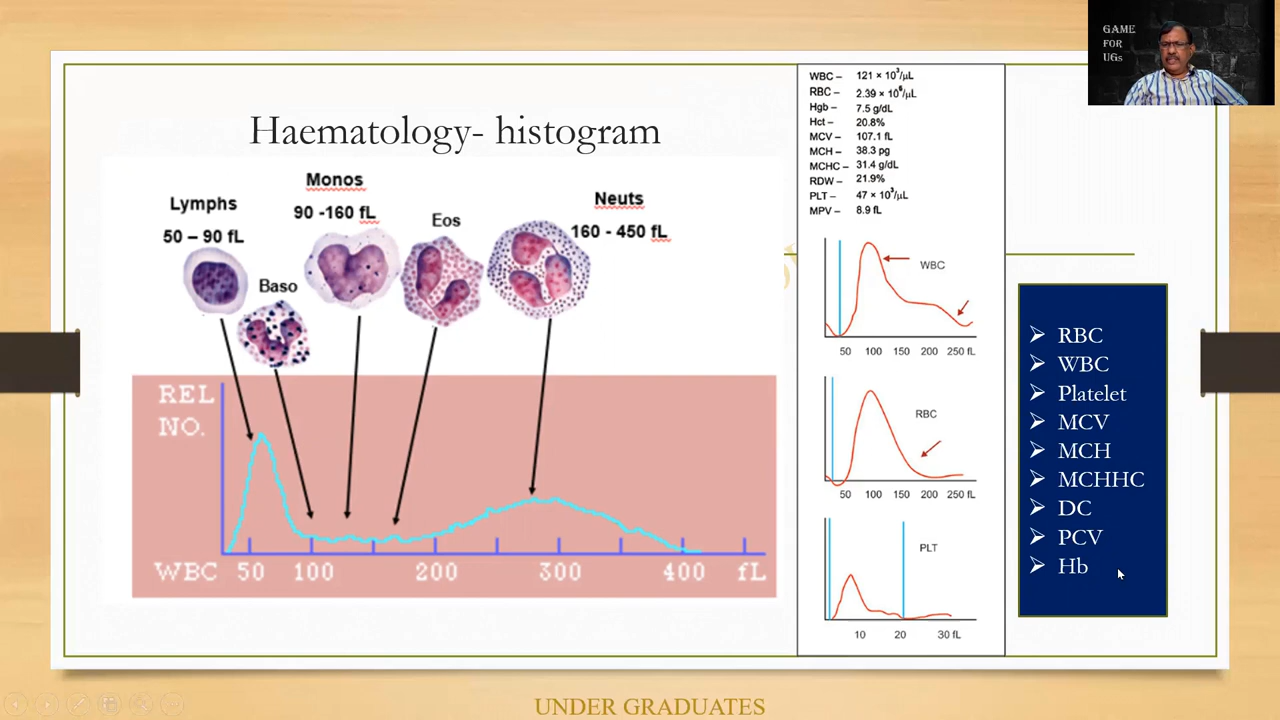 GAME
FOR
UGs
Haematology- histogram
Lymphs
50 – 90 fL
Baso
Monos
90 -160 fL
Eos
Neuts
160 - 450 fL
REL
NO.
WBC 50 100 200 300 400 fL
WBC – 121 × 10³/µL
RBC – 2.39 × 10⁶/µL
Hgb – 7.5 g/dL
Hct – 20.8%
MCV – 107.1 fL
MCH – 38.3 pg
MCHC – 31.4 g/dL
RDW – 21.9%
PLT – 47 × 10³/µL
MPV – 8.9 fL
WBC
50 100 150 200 250 fL
RBC
50 100 150 200 250 fL
PLT
10 20 30 fL
RBC
WBC
Platelet
MCV
MCH
MCHHC
DC
PCV
Hb
UNDER GRADUATES